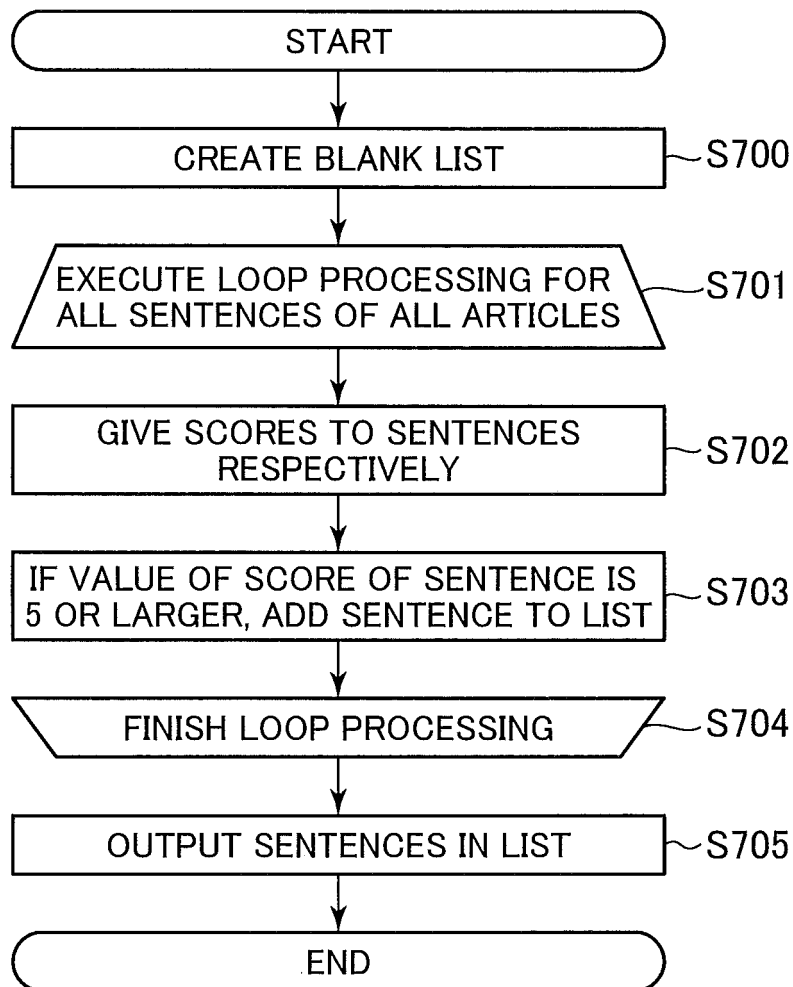 START
CREATE BLANK LIST
S700
EXECUTE LOOP PROCESSING FOR
ALL SENTENCES OF ALL ARTICLES
S701
GIVE SCORES TO SENTENCES
RESPECTIVELY
S702
IF VALUE OF SCORE OF SENTENCE IS
5 OR LARGER, ADD SENTENCE TO LIST
S703
FINISH LOOP PROCESSING
S704
OUTPUT SENTENCES IN LIST
S705
END